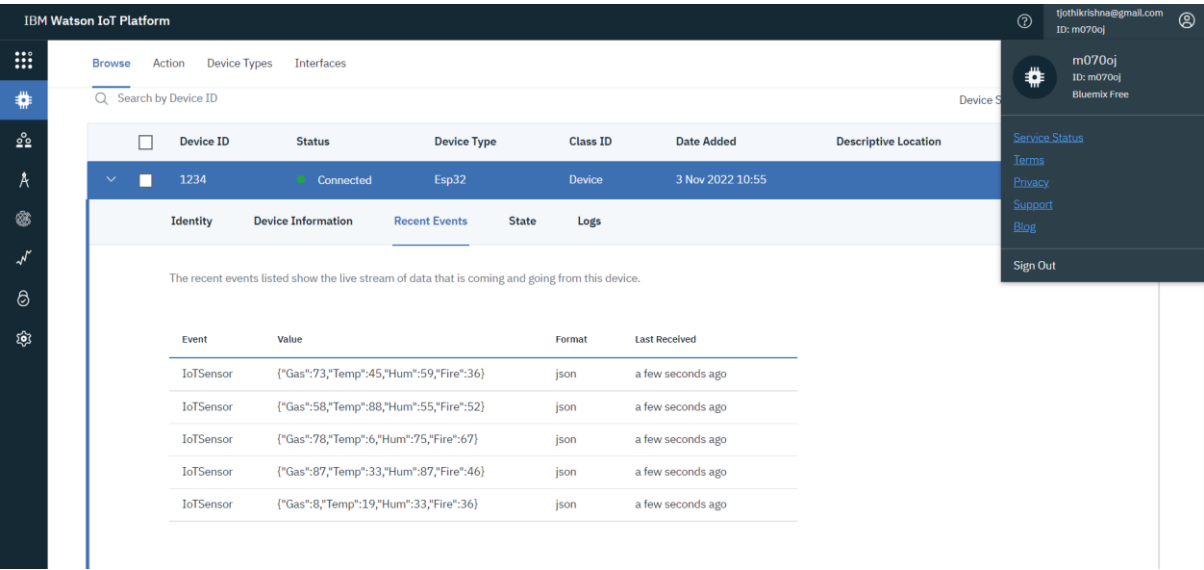 IBM Watson IoT Platform
tjothikrishna@gmail.com
ID: m070oj
Browse Action Device Types Interfaces
m070oj
ID: m070oj
Bluemix Free
Search by Device ID
Device S
Device ID Status Device Type Class ID Date Added Descriptive Location
1234 Connected Esp32 Device 3 Nov 2022 10:55
Service Status
Terms
Privacy
Support
Blog
Sign Out
Identity Device Information Recent Events State Logs
The recent events listed show the live stream of data that is coming and going from this device.
Event Value Format Last Received
IoTSensor {"Gas":73,"Temp":45,"Hum":59,"Fire":36} json a few seconds ago
IoTSensor {"Gas":58,"Temp":88,"Hum":55,"Fire":52} json a few seconds ago
IoTSensor {"Gas":78,"Temp":6,"Hum":75,"Fire":67} json a few seconds ago
IoTSensor {"Gas":87,"Temp":33,"Hum":87,"Fire":46} json a few seconds ago
IoTSensor {"Gas":8,"Temp":19,"Hum":33,"Fire":36} json a few seconds ago